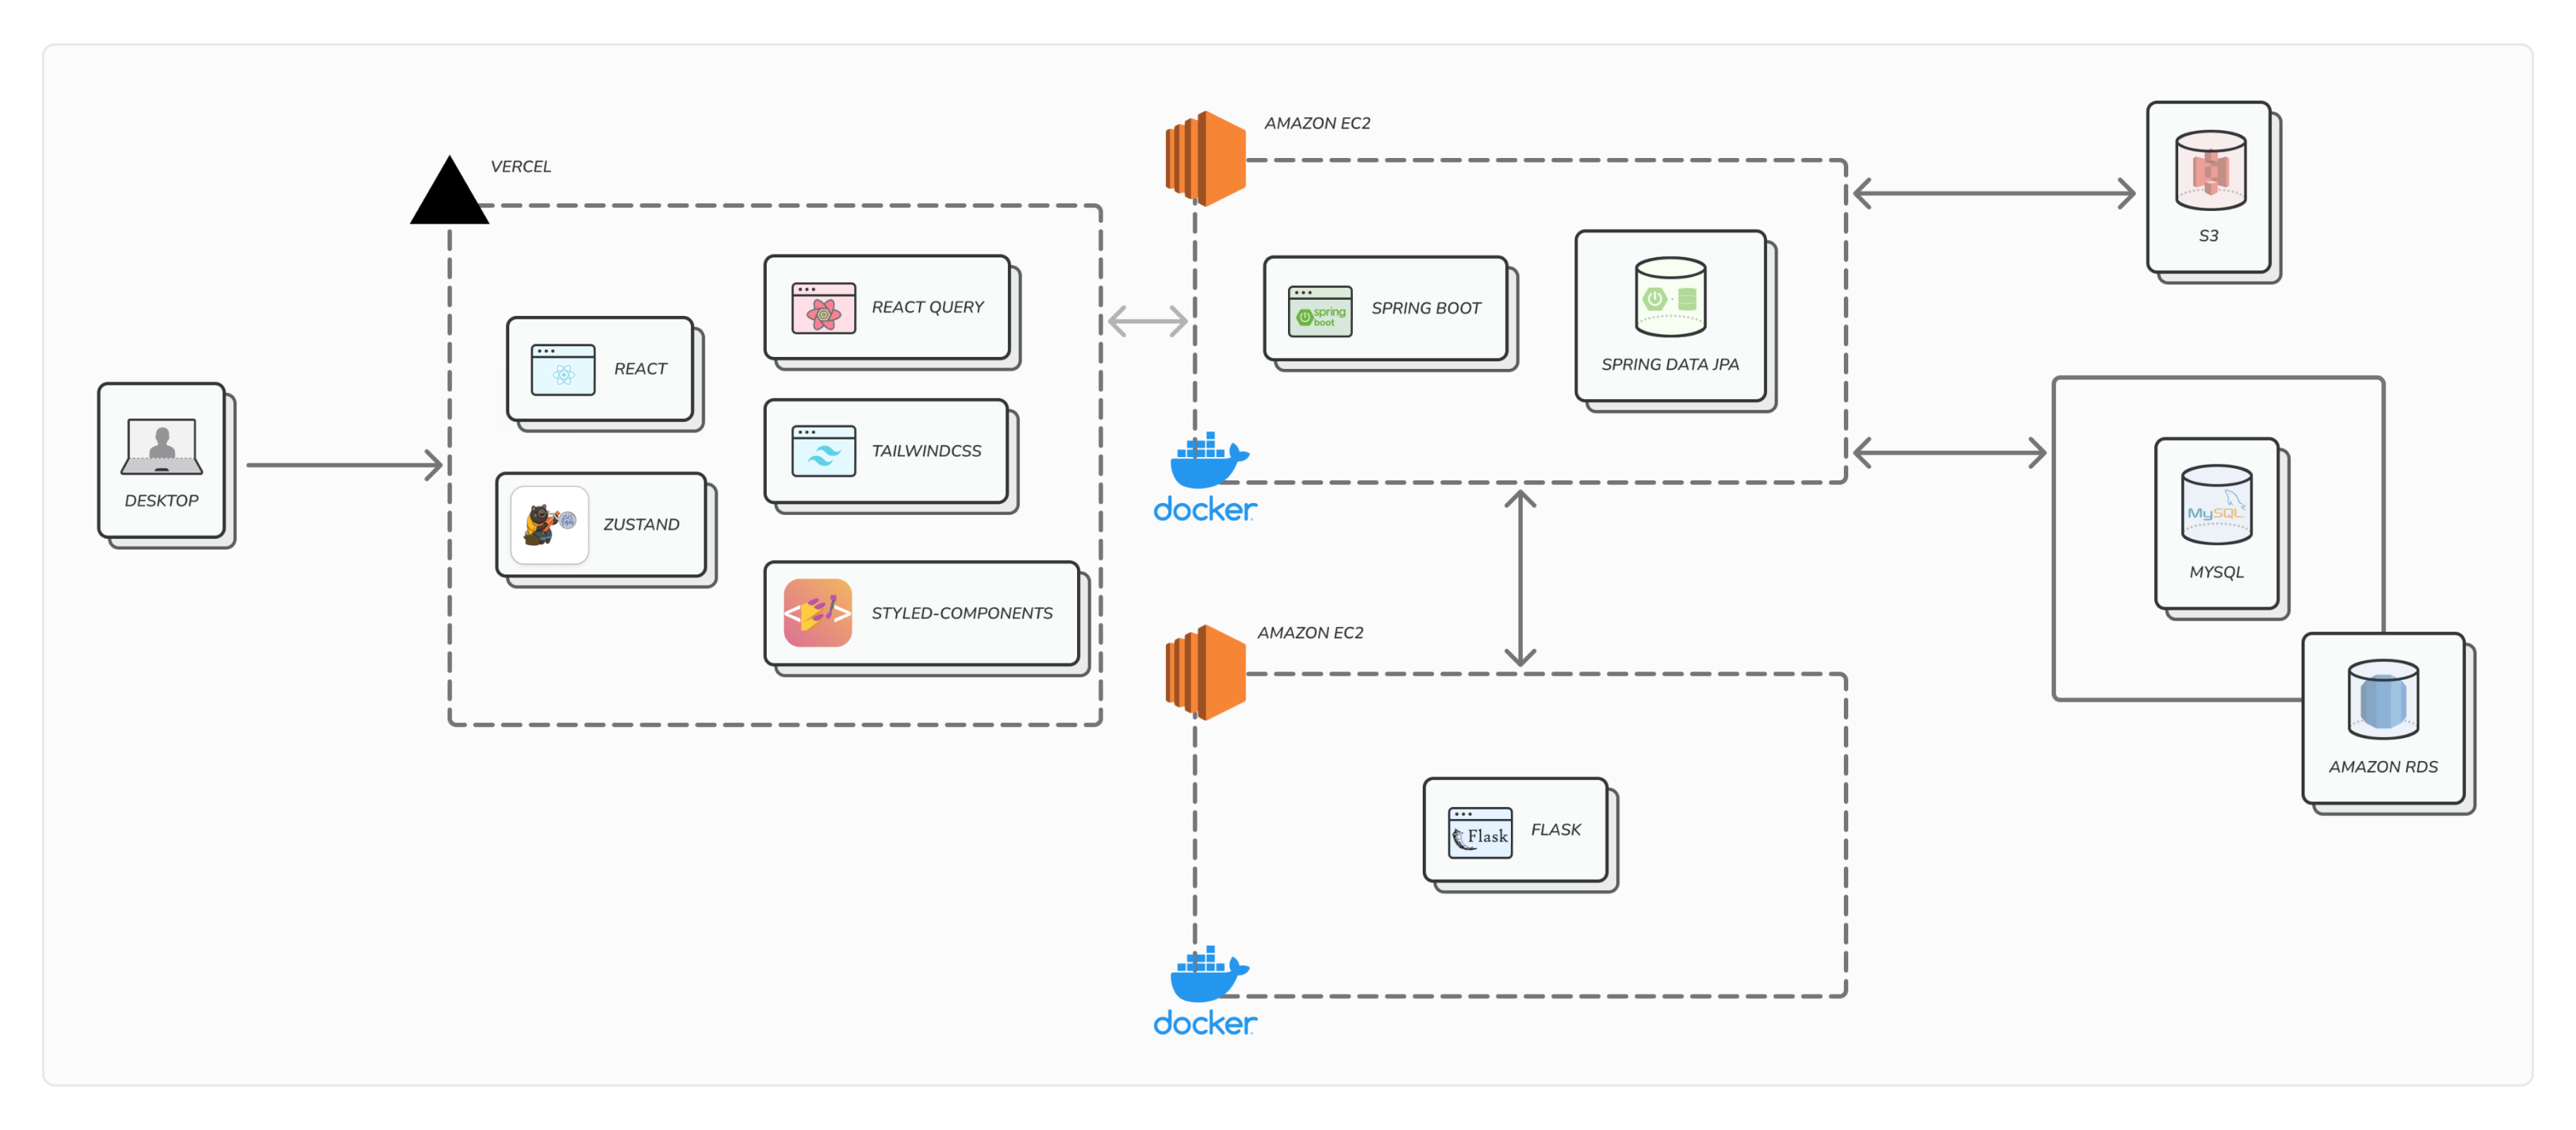 VERCEL
DESKTOP
REACT
ZUSTAND
REACT QUERY
TAILWINDCSS
STYLED-COMPONENTS
AMAZON EC2
spring
boot
SPRING BOOT
SPRING DATA JPA
docker
AMAZON EC2
Flask
FLASK
docker
S3
MySQL
MYSQL
AMAZON RDS